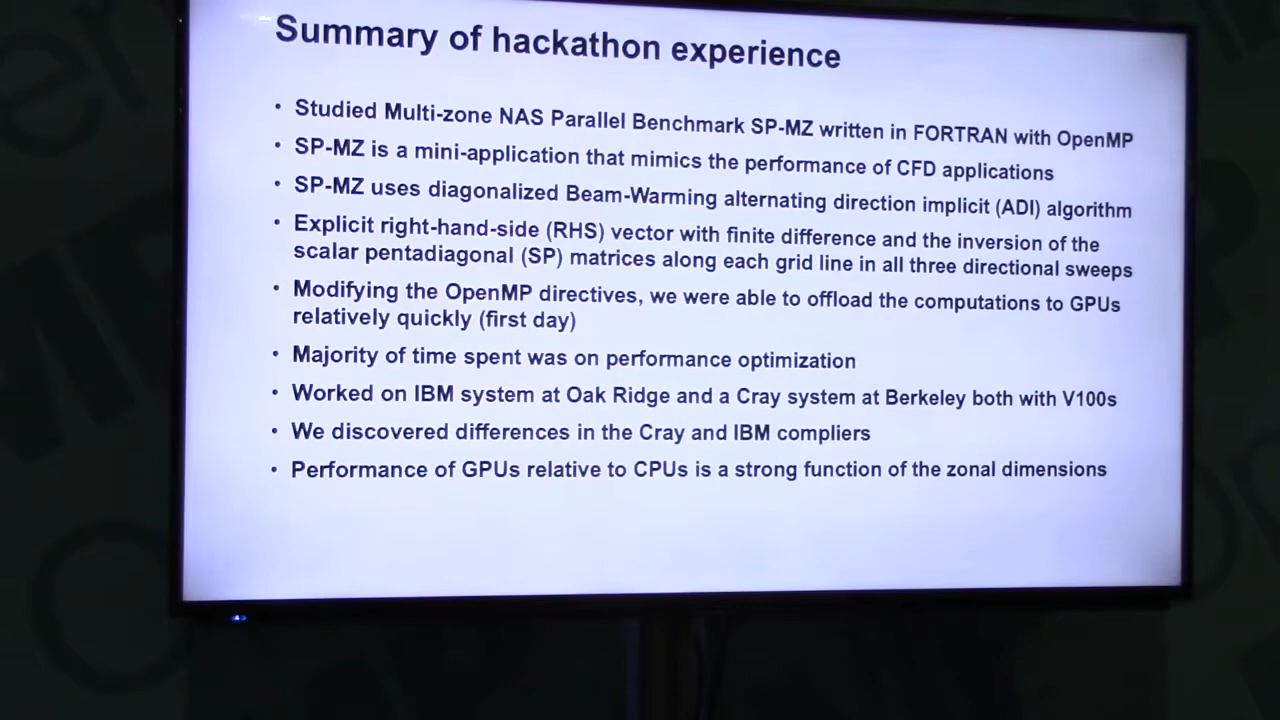 Summary of hackathon experience
• Studied Multi-zone NAS Parallel Benchmark SP-MZ written in FORTRAN with OpenMP
• SP-MZ is a mini-application that mimics the performance of CFD applications
• SP-MZ uses diagonalized Beam-Warming alternating direction implicit (ADI) algorithm
• Explicit right-hand-side (RHS) vector with finite difference and the inversion of the
scalar pentadiagonal (SP) matrices along each grid line in all three directional sweeps
• Modifying the OpenMP directives, we were able to offload the computations to GPUs
relatively quickly (first day)
• Majority of time spent was on performance optimization
• Worked on IBM system at Oak Ridge and a Cray system at Berkeley both with V100s
• We discovered differences in the Cray and IBM compliers
• Performance of GPUs relative to CPUs is a strong function of the zonal dimensions